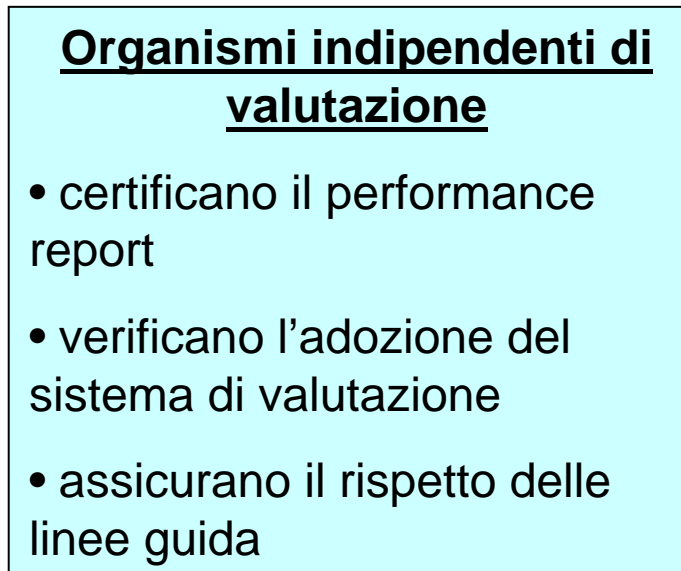 Organismi indipendenti di
valutazione
• certificano il performance
report
• verificano l’adozione del
sistema di valutazione
• assicurano il rispetto delle
linee guida